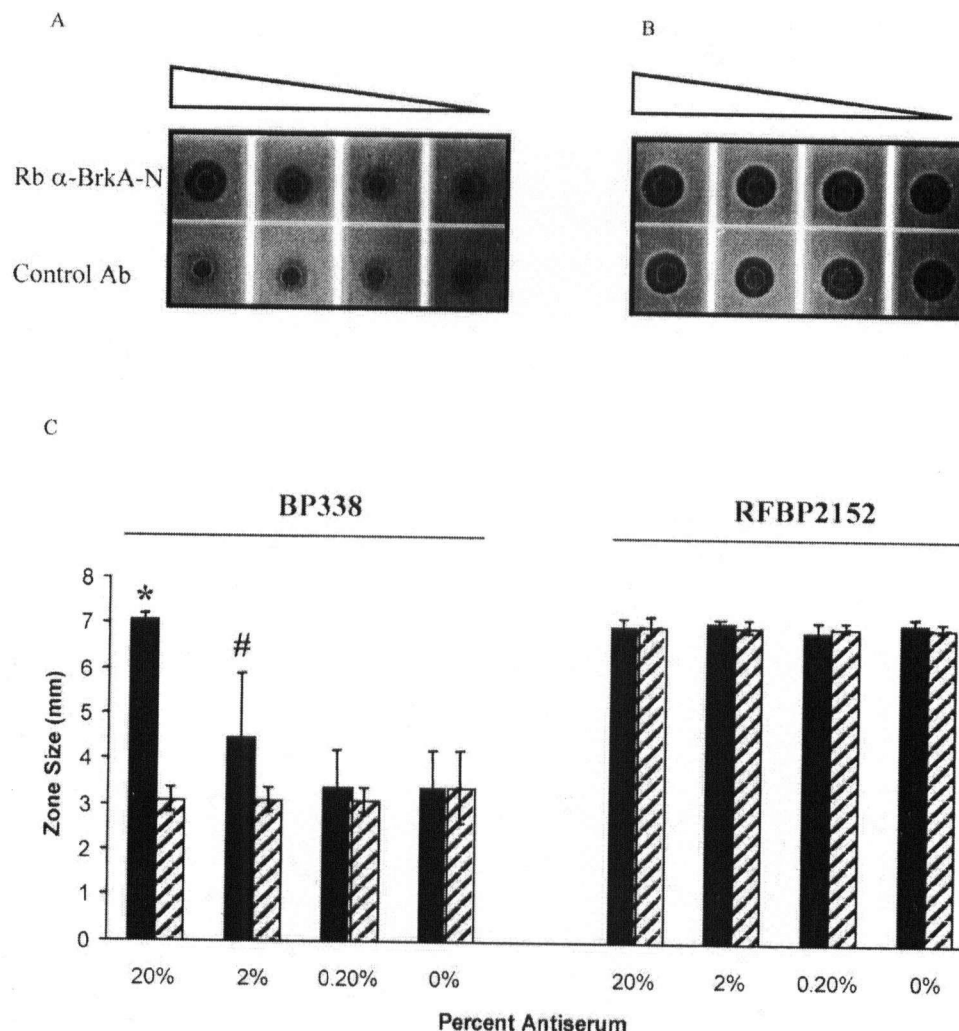 A
B
Rb α-BrkA-N
Control Ab
C
BP338
RFBP2152
Zone Size (mm)
8
7
6
5
4
3
2
1
0
*
#
20% 2% 0.20% 0% 20% 2% 0.20% 0%
Percent Antiserum